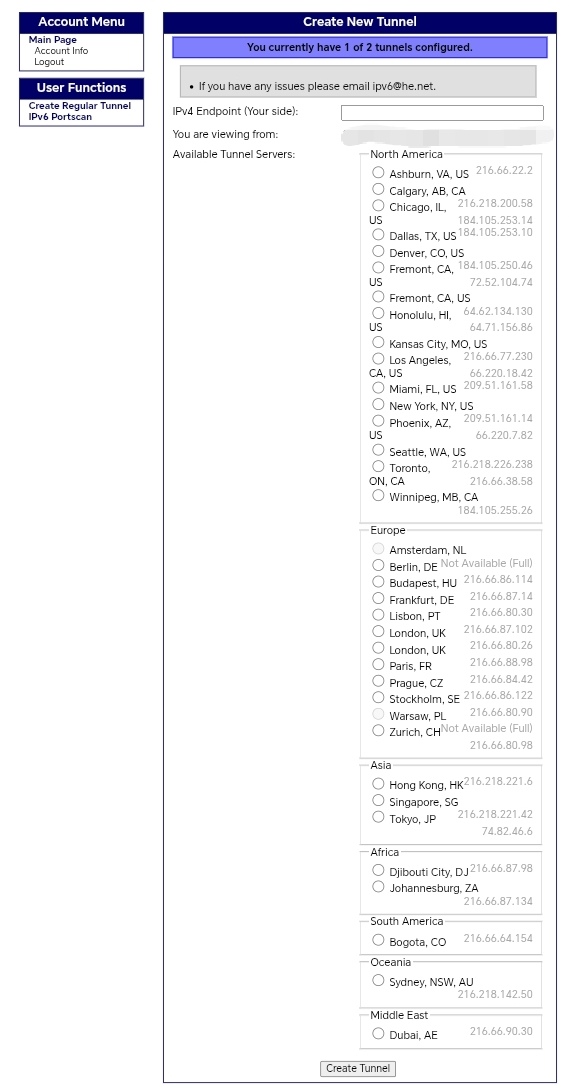 Account Menu
Main Page
Account Info
Logout
User Functions
Create Regular Tunnel
IPv6 Portscan
Create New Tunnel
You currently have 1 of 2 tunnels configured.
If you have any issues please email ipv6@he.net.
IPv4 Endpoint (Your side):
You are viewing from:
Available Tunnel Servers:
North America
Ashburn, VA, US 216.66.22.2
Calgary, AB, CA
216.218.200.58
Chicago, IL,
US 184.105.253.14
Dallas, TX, US 184.105.253.10
Denver, CO, US
184.105.250.46
Fremont, CA,
US 72.52.104.74
Fremont, CA, US
64.62.134.130
Honolulu, HI,
US 64.71.156.86
Kansas City, MO, US
216.66.77.230
Los Angeles,
CA, US 66.220.18.42
Miami, FL, US 209.51.161.58
New York, NY, US
209.51.161.14
Phoenix, AZ,
US 66.220.7.82
Seattle, WA, US
216.218.226.238
Toronto,
ON, CA 216.66.38.58
Winnipeg, MB, CA
184.105.255.26
Europe
Amsterdam, NL
Not Available (Full)
Berlin, DE
216.66.86.114
Budapest, HU
216.66.87.14
Frankfurt, DE
216.66.80.30
Lisbon, PT
216.66.87.102
London, UK
216.66.80.26
London, UK
216.66.88.98
Paris, FR
216.66.84.42
Prague, CZ
216.66.86.122
Stockholm, SE
216.66.80.90
Warsaw, PL
Not Available (Full)
Zurich, CH
216.66.80.98
Asia
Hong Kong, HK 216.218.221.6
Singapore, SG
216.218.221.42
Tokyo, JP
74.82.46.6
Africa
Djibouti City, DJ 216.66.87.98
Johannesburg, ZA
216.66.87.134
South America
Bogota, CO 216.66.64.154
Oceania
Sydney, NSW, AU
216.218.142.50
Middle East
Dubai, AE 216.66.90.30
Create Tunnel